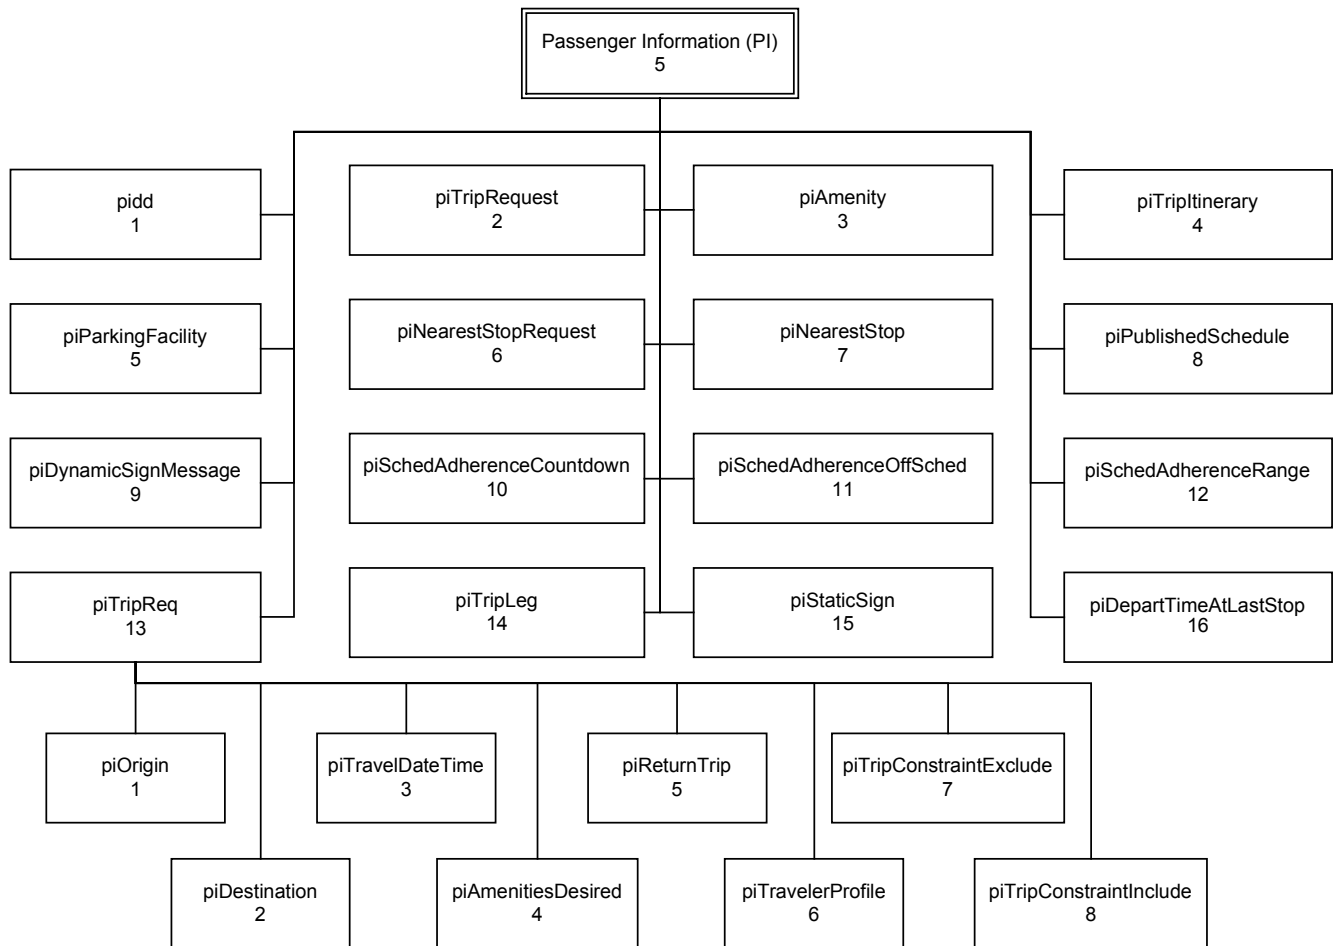 Passenger Information (PI)
5
pidd
1
piTripRequest
2
piAmenity
3
piTripItinerary
4
piParkingFacility
5
piNearestStopRequest
6
piNearestStop
7
piPublishedSchedule
8
piDynamicSignMessage
9
piSchedAdherenceCountdown
10
piSchedAdherenceOffSched
11
piSchedAdherenceRange
12
piTripReq
13
piTripLeg
14
piStaticSign
15
piDepartTimeAtLastStop
16
piOrigin
1
piTravelDateTime
3
piReturnTrip
5
piTripConstraintExclude
7
piDestination
2
piAmenitiesDesired
4
piTravelerProfile
6
piTripConstraintInclude
8